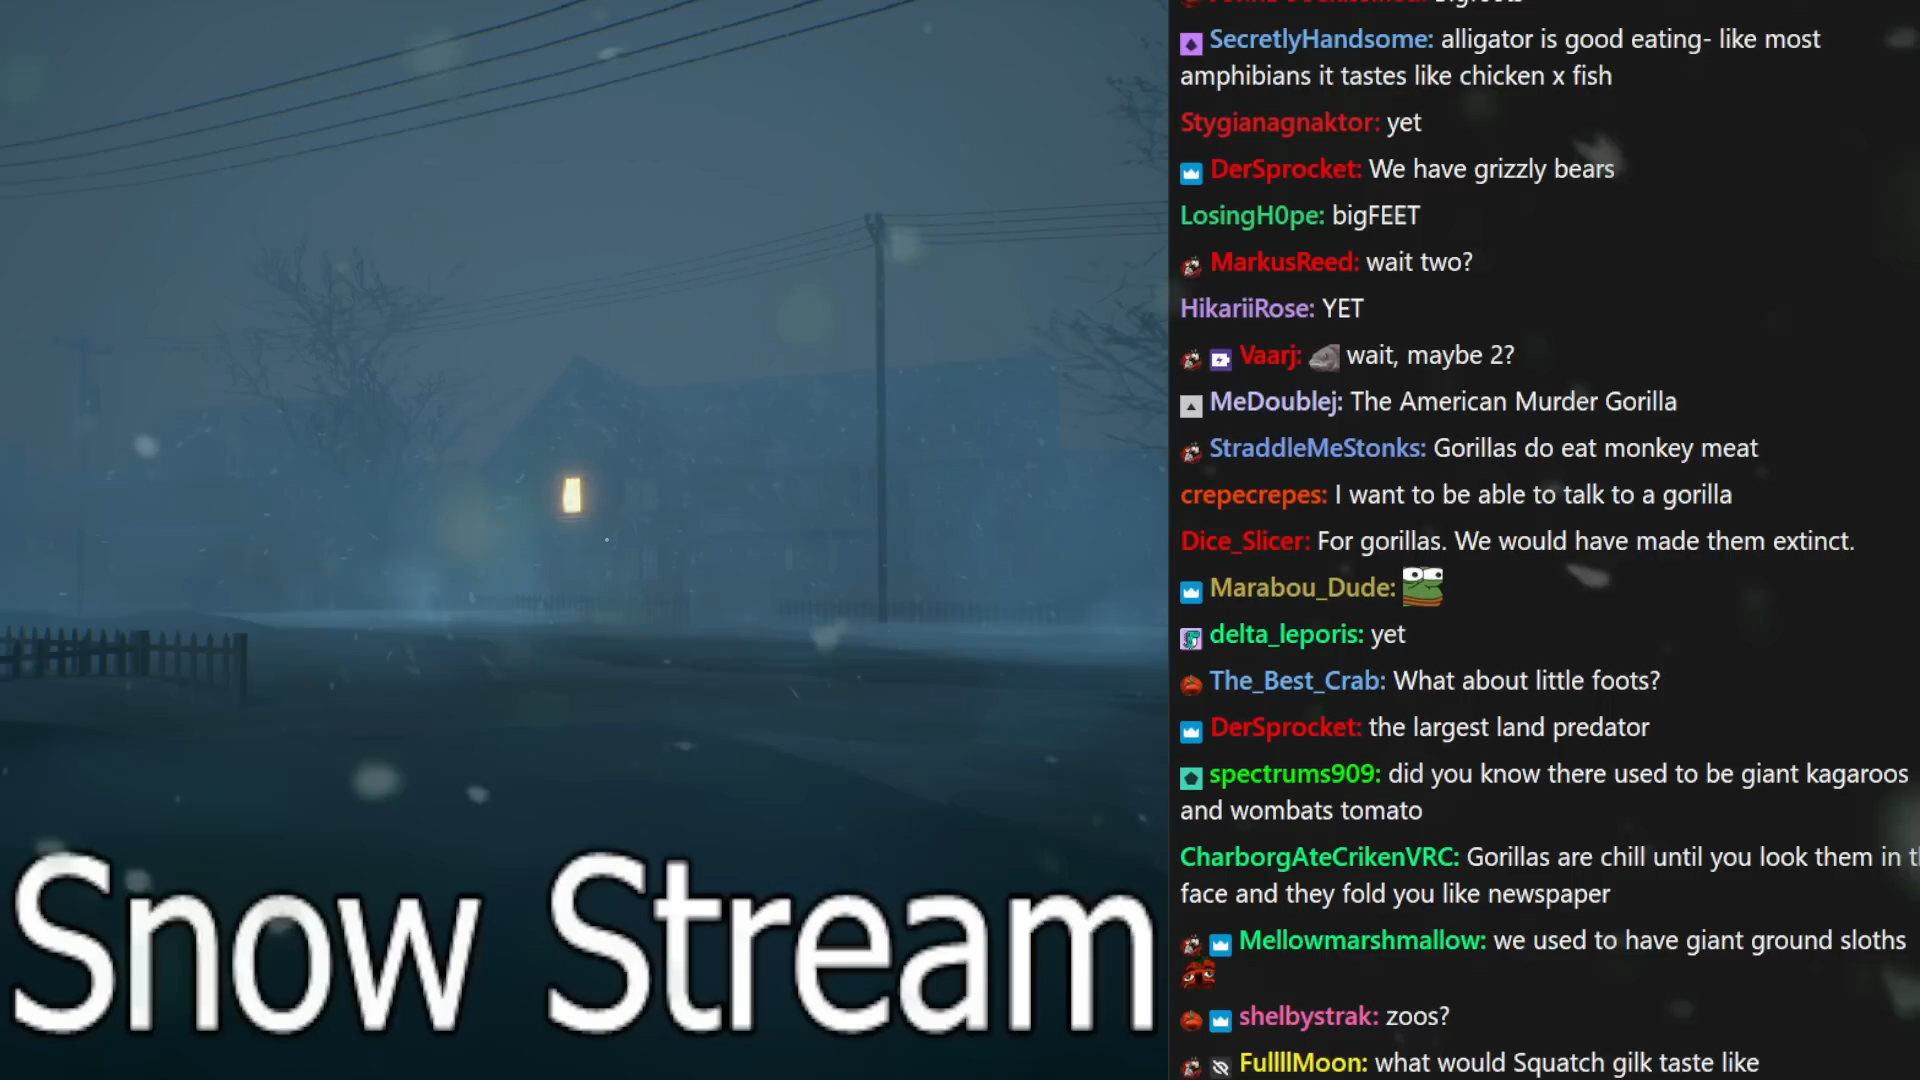 SecretlyHandsome: alligator is good eating- like most
amphibians it tastes like chicken x fish
Stygianagnaktor: yet
DerSprocket: We have grizzly bears
LosingH0pe: bigFEET
MarkusReed: wait two?
HikariiRose: YET
Vaarj: wait, maybe 2?
MeDoublej: The American Murder Gorilla
StraddleMeStonks: Gorillas do eat monkey meat
crepecrepes: I want to be able to talk to a gorilla
Dice_Slicer: For gorillas. We would have made them extinct.
Marabou_Dude:
delta_leporis: yet
The_Best_Crab: What about little foots?
DerSprocket: the largest land predator
spectrums909: did you know there used to be giant kagaroos
and wombats tomato
CharborgAteCrikenVRC: Gorillas are chill until you look them in
face and they fold you like newspaper
Mellowmarshmallow: we used to have giant ground sloths
shelbystrak: zoos?
FullllMoon: what would Squatch gilk taste like
Snow Stream